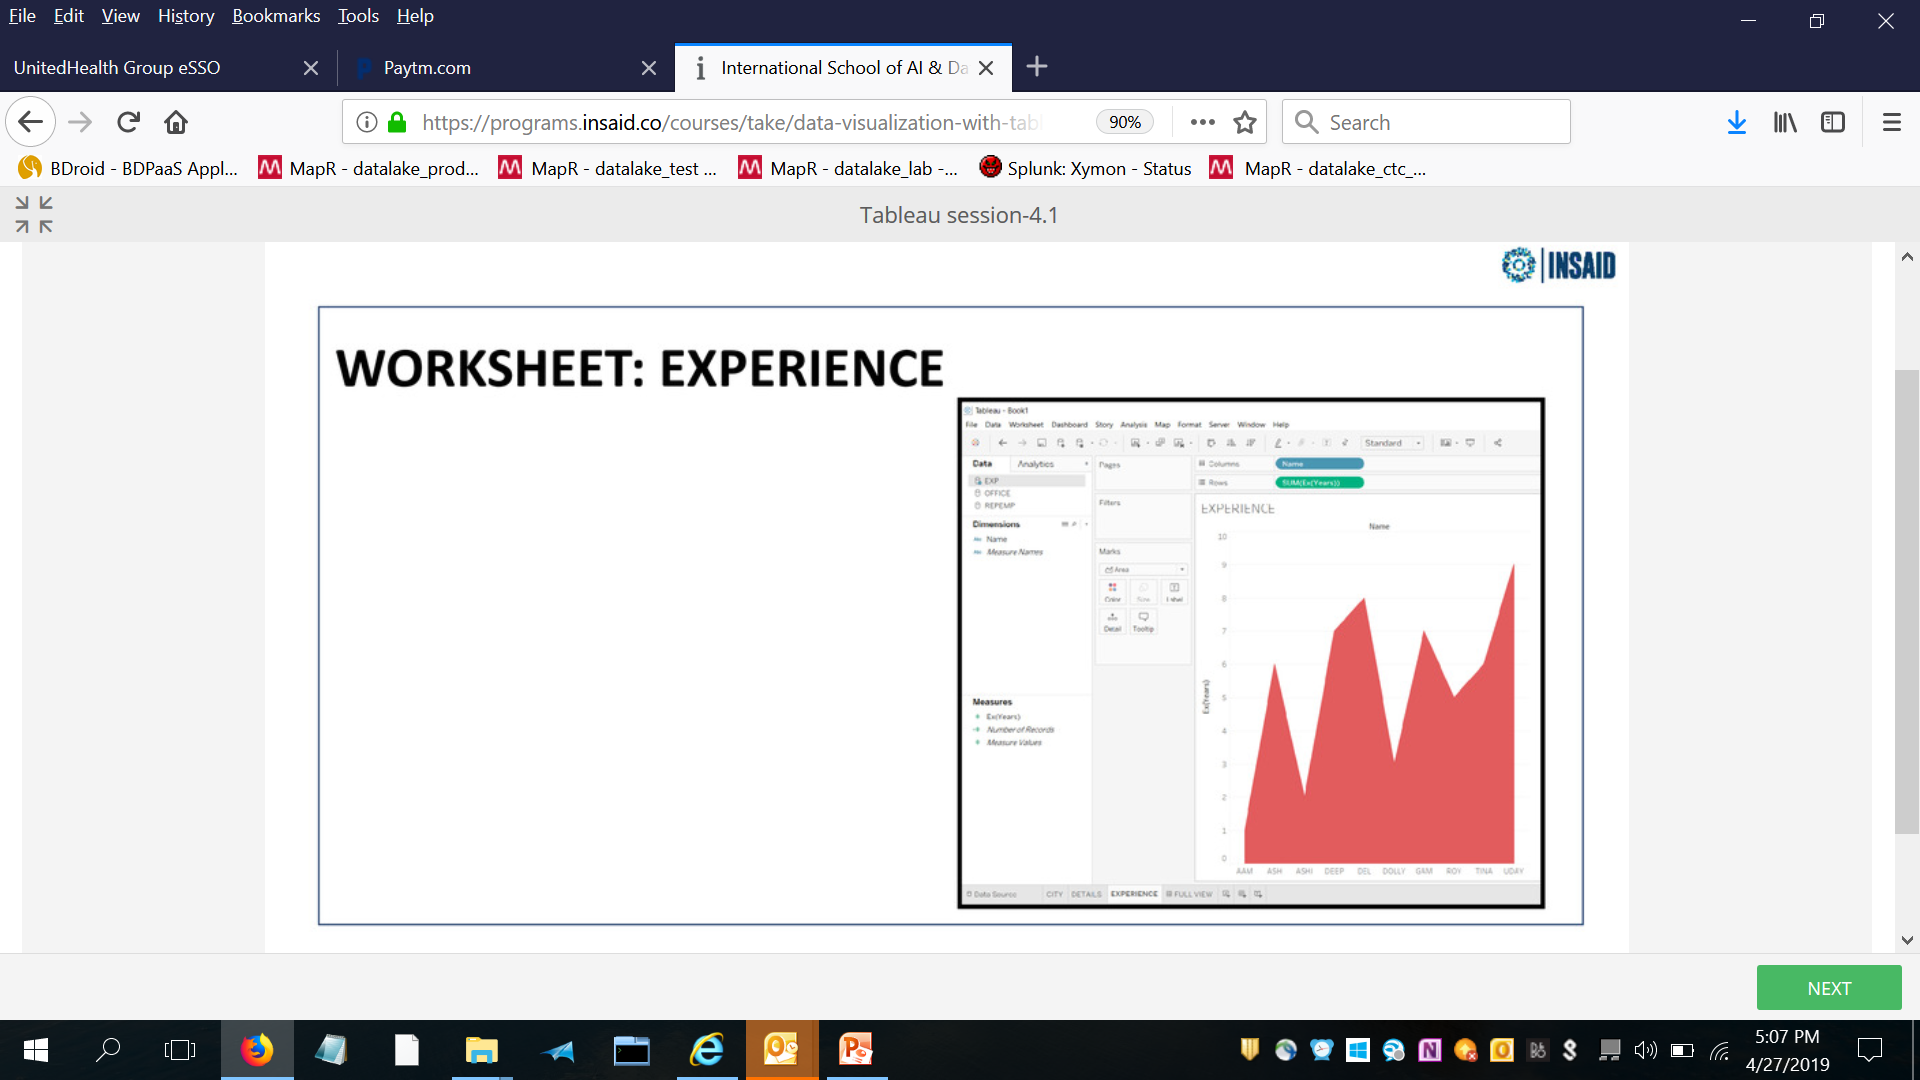 File Edit View History Bookmarks Tools Help
UnitedHealth Group eSSO
Paytm.com
International School of AI & Da
https://programs.insaid.co/courses/take/data-visualization-with-tabl
90%
Search
BDroid - BDPaaS Appl...
MapR - datalake_prod...
MapR - datalake_test ...
MapR - datalake_lab -...
Splunk: Xymon - Status
MapR - datalake_ctc_...
Tableau session-4.1
INSAID
WORKSHEET: EXPERIENCE
Tableau - Book1
File Data Worksheet Dashboard Story Analysis Map Format Server Window Help
Standard
Data Analytics
EXP
OFFICE
REPEMP
Dimensions
Name
Measure Names
Measures
Ex(Years)
Number of Records
Measure Values
Pages
Filters
Marks
Area
Color Size Label
Detail Tooltip
Columns Name
Rows SUM(Ex(Years))
EXPERIENCE
Name
Ex(Years)
10
9
8
7
6
5
4
3
2
1
0
AAM ASH ASHI DEEP DEL DOLLY GAM ROY TINA UDAY
Data Source CITY DETAILS EXPERIENCE FULL VIEW
NEXT
5:07 PM
4/27/2019